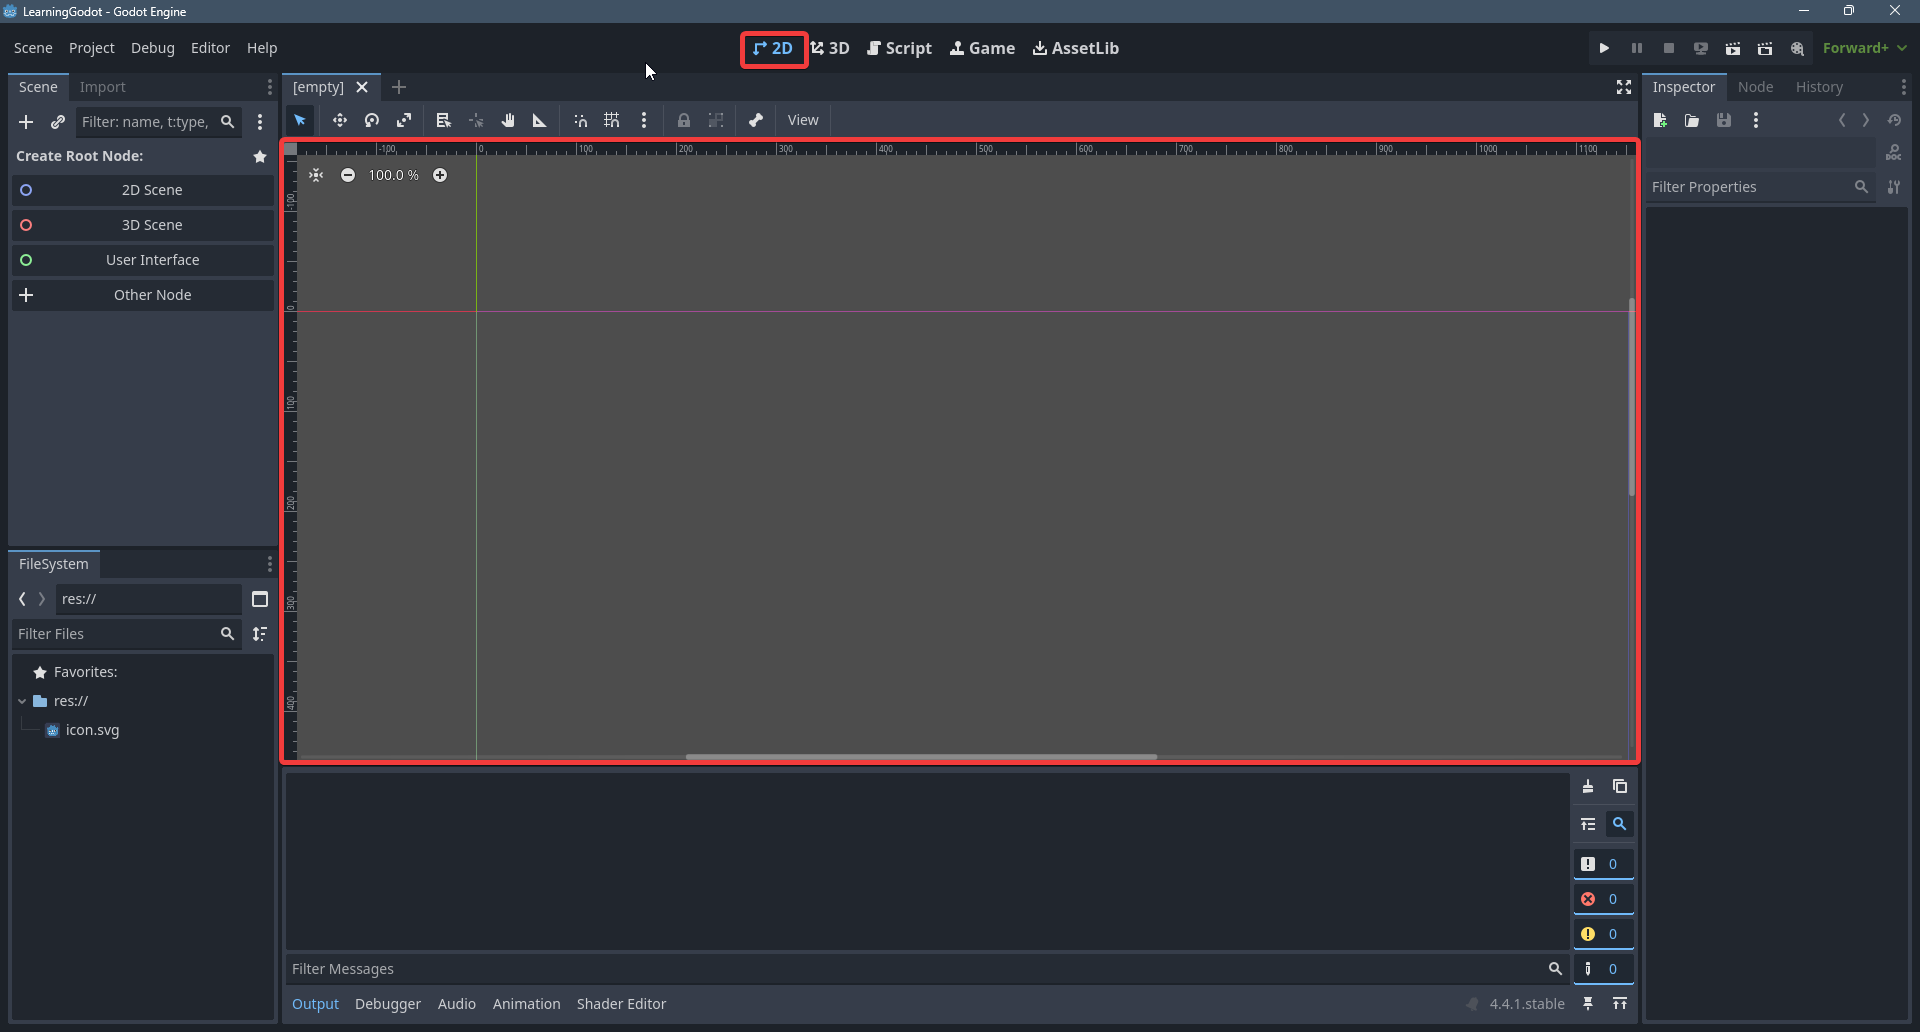 LearningGodot - Godot Engine
Scene Project Debug Editor Help
2D 3D Script Game AssetLib
Forward+
Scene Import
[empty]
Inspector Node History
Filter: name, t:type,
View
Create Root Node:
2D Scene
3D Scene
User Interface
Other Node
-100 0 100 200 300 400 500 600 700 800 900 1000 1100
100.0 %
-100
0
100
200
300
400
DOC
Filter Properties
FileSystem
res://
Filter Files
Favorites:
res://
icon.svg
0
0
0
0
Filter Messages
Output Debugger Audio Animation Shader Editor
4.4.1.stable